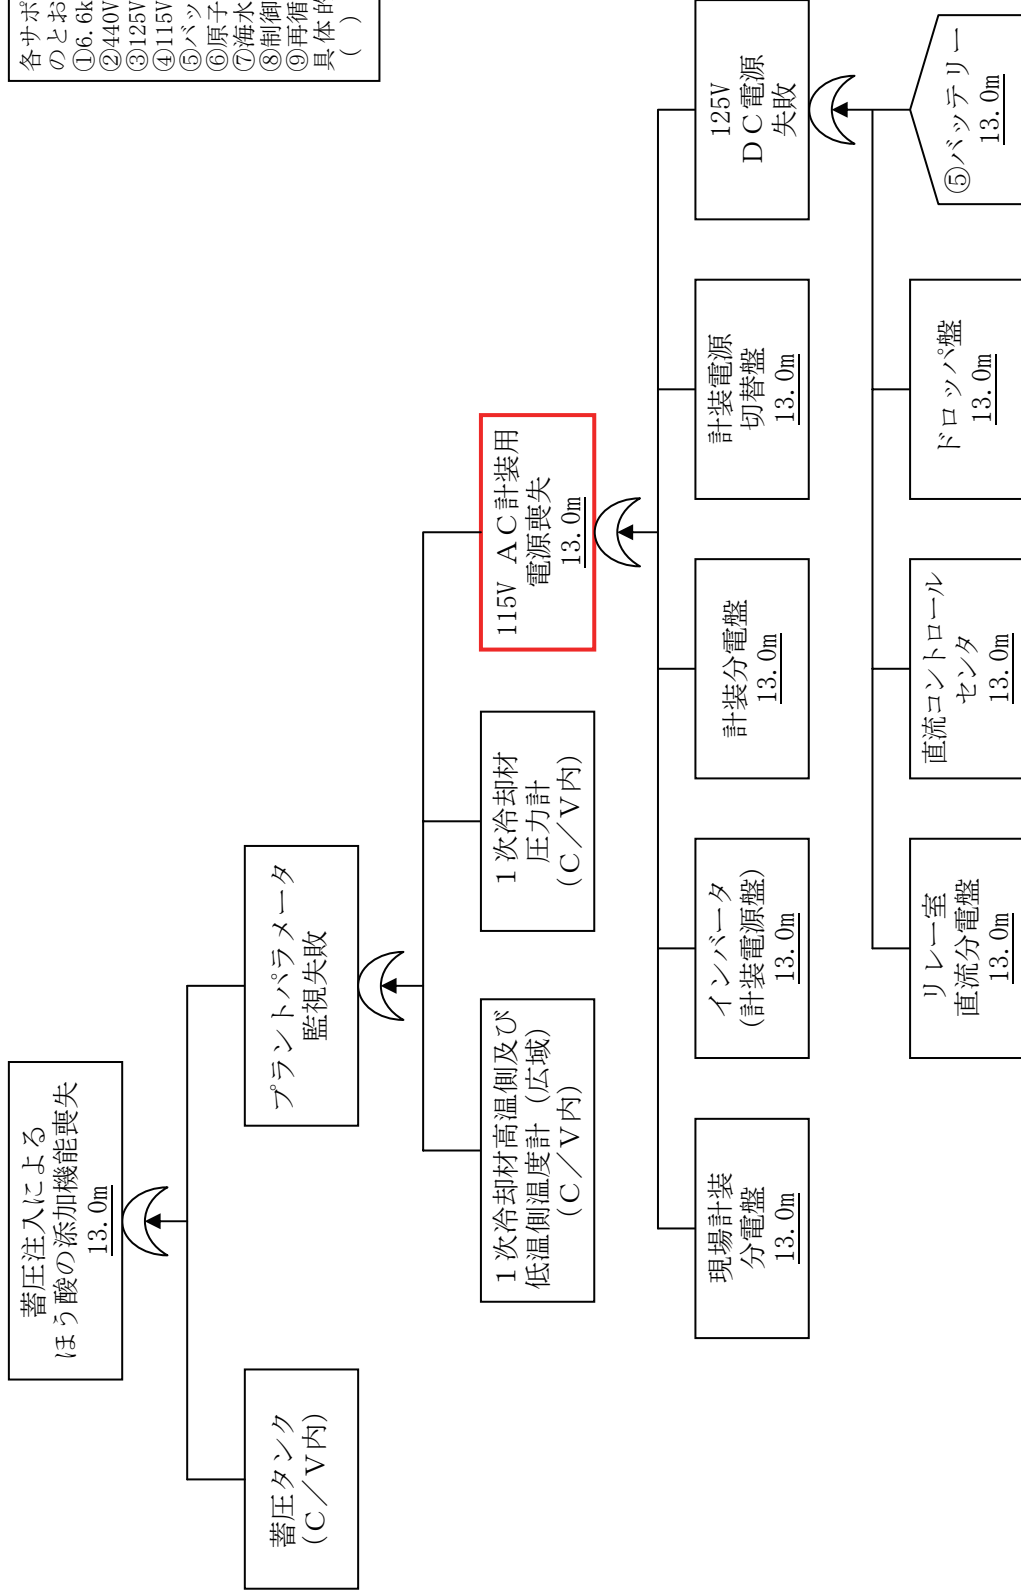 各サポ
のとお
①6.6k
②440V
③125V
④115V
⑤バッ
⑥原子
⑦海水
⑧制御
⑨再循
具体的
( )
蓄圧注入による
ほう酸の添加機能喪失
13.0m
蓄圧タンク
(C／V内)
プラントパラメータ
監視失敗
1次冷却材高温側及び
低温側温度計（広域）
(C／V内)
1次冷却材
圧力計
(C／V内)
115V AC計装用
電源喪失
13.0m
現場計装
分電盤
13.0m
インバータ
(計装電源盤)
13.0m
計装分電盤
13.0m
計装電源
切替盤
13.0m
125V
DC電源
失敗
リレー室
直流分電盤
13.0m
直流コントロール
センタ
13.0m
ドロッパ盤
13.0m
⑤バッテリー
13.0m